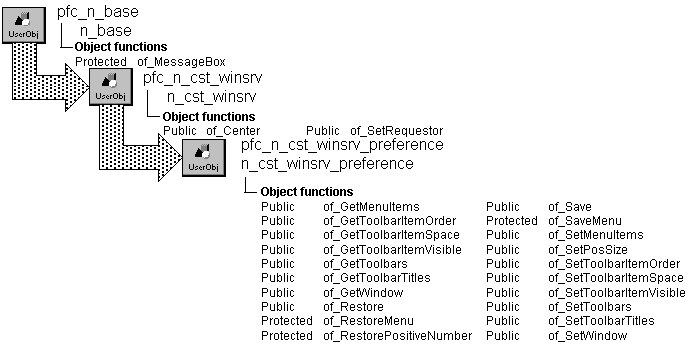 pfc_n_base
UserObj
n_base
Object functions
Protected of_MessageBox
pfc_n_cst_winsrv
UserObj
n_cst_winsrv
Object functions
Public of_Center Public of_SetRequestor
pfc_n_cst_winsrv_preference
UserObj
n_cst_winsrv_preference
Object functions
Public of_GetMenuItems Public of_Save
Public of_GetToolbarItemOrder Protected of_SaveMenu
Public of_GetToolbarItemSpace Public of_SetMenuItems
Public of_GetToolbarItemVisible Public of_SetPosSize
Public of_GetToolbars Public of_SetToolbarItemOrder
Public of_GetToolbarTitles Public of_SetToolbarItemSpace
Public of_GetWindow Public of_SetToolbarItemVisible
Public of_Restore Public of_SetToolbars
Protected of_RestoreMenu Public of_SetToolbarTitles
Protected of_RestorePositiveNumber Public of_SetWindow